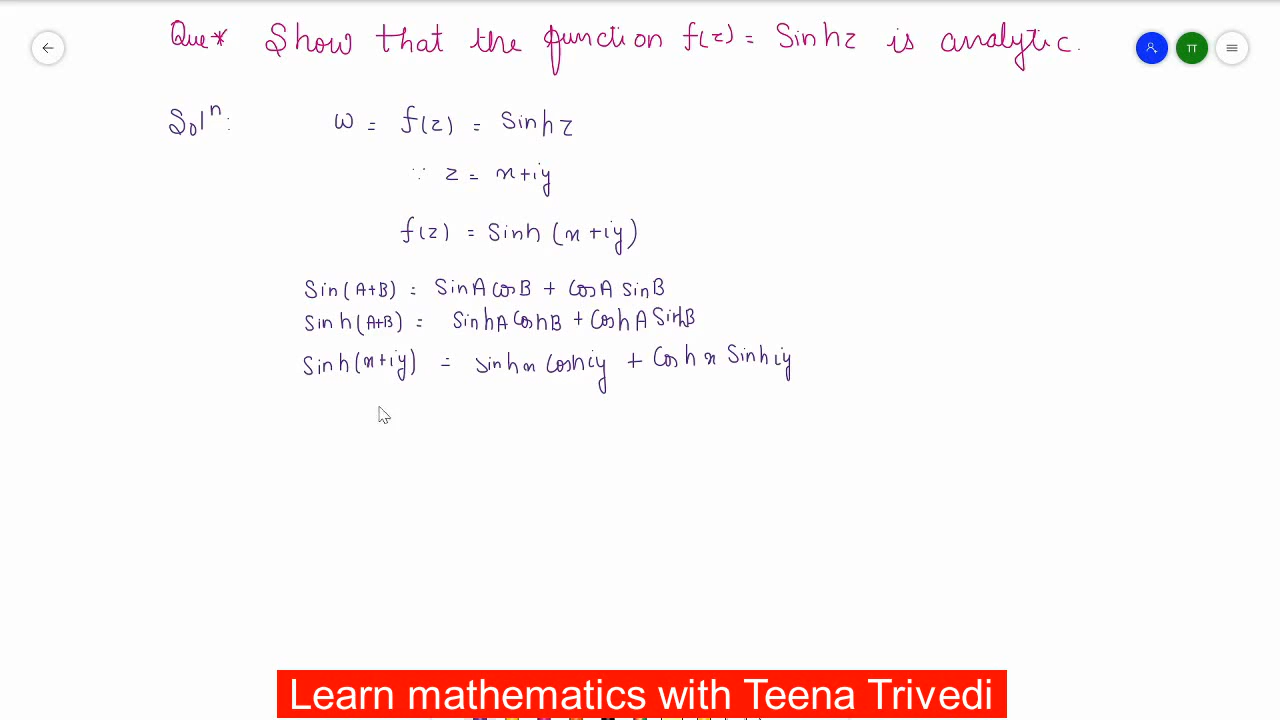 Que* Show that the function f(z) = Sinhz is analytic.
Solⁿ: w = f(z) = Sinhz
∵ z = x+iy
f(z) = Sinh (x+iy)
Sin(A+B) = SinA CosB + CosA SinB
Sinh(A+B) = SinhA CoshB + CoshA SinhB
Sinh(x+iy) = Sinhx Coshiy + Coshx Sinhiy
TT
Learn mathematics with Teena Trivedi